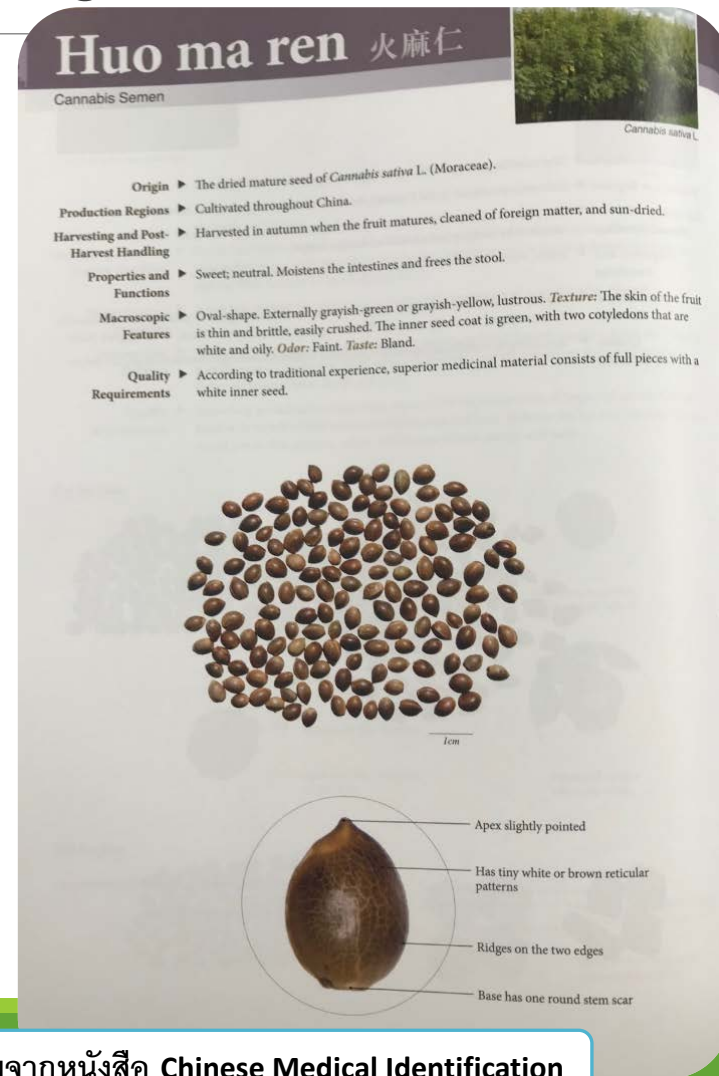 Huo ma ren 火麻仁
Cannabis Semen
Cannabis sativa L
Origin ▶ The dried mature seed of Cannabis sativa L. (Moraceae).
Production Regions ▶ Cultivated throughout China.
Harvesting and Post- ▶ Harvested in autumn when the fruit matures, cleaned of foreign matter, and sun-dried.
Harvest Handling
Properties and ▶ Sweet; neutral. Moistens the intestines and frees the stool.
Functions
Macroscopic ▶ Oval-shape. Externally grayish-green or grayish-yellow, lustrous. Texture: The skin of the fruit
Features is thin and brittle, easily crushed. The inner seed coat is green, with two cotyledons that are
white and oily. Odor: Faint. Taste: Bland.
Quality ▶ According to traditional experience, superior medicinal material consists of full pieces with a
Requirements white inner seed.
1cm
Apex slightly pointed
Has tiny white or brown reticular
patterns
Ridges on the two edges
Base has one round stem scar
จากหนังสือ Chinese Medical Identification